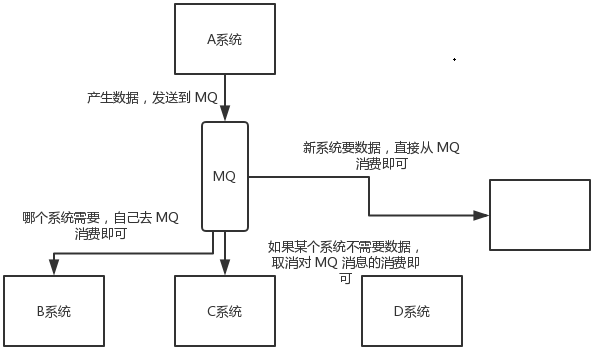 A系统
产生数据，发送到 MQ
MQ
新系统要数据，直接从 MQ
消费即可
哪个系统需要，自己去 MQ
消费即可
如果某个系统不需要数据，
取消对 MQ 消息的消费即
可
B系统
C系统
D系统